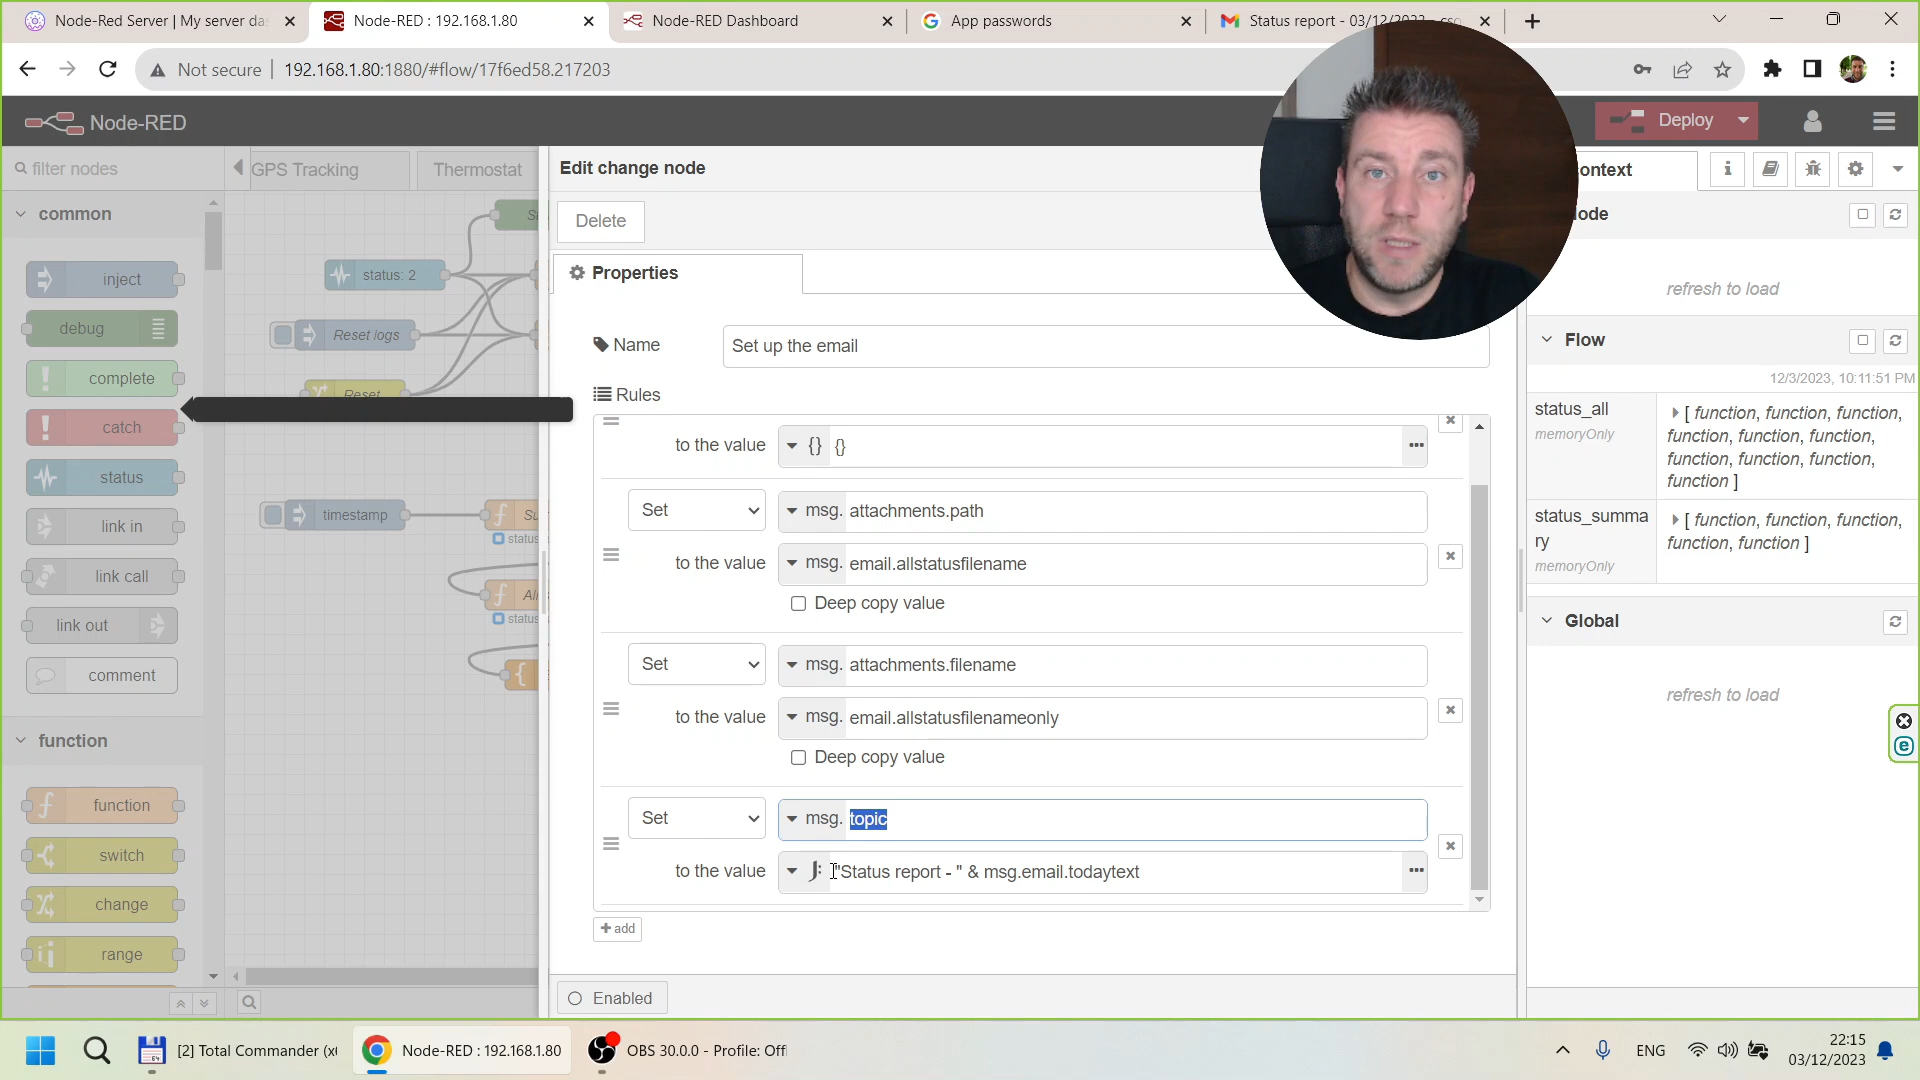 Node-Red Server | My server da
Node-RED : 192.168.1.80
Node-RED Dashboard
App passwords
Status report - 03/12/2023 - cso
Not secure
192.168.1.80:1880/#flow/17f6ed58.217203
Node-RED
Deploy
filter nodes
GPS Tracking
Thermostat
Edit change node
context
common
Delete
Node
inject
status: 2
Properties
refresh to load
debug
Reset logs
Name
Set up the email
Flow
complete
Reset
12/3/2023, 10:11:51 PM
Rules
catch
to the value
{} {}
status_all
memoryOnly
[ function, function, function,
function, function, function,
function, function, function,
function ]
status
timestamp
Set
msg. attachments.path
status
status_summa
ry
memoryOnly
[ function, function, function,
function, function ]
link in
to the value
msg. email.allstatusfilename
link call
Deep copy value
link out
status
Global
Set
msg. attachments.filename
comment
refresh to load
to the value
msg. email.allstatusfilenameonly
function
Deep copy value
function
Set
msg. topic
switch
to the value
J: "Status report - " & msg.email.todaytext
change
add
range
Enabled
[2] Total Commander (x
Node-RED : 192.168.1.80
OBS 30.0.0 - Profile: Off
ENG
22:15
03/12/2023